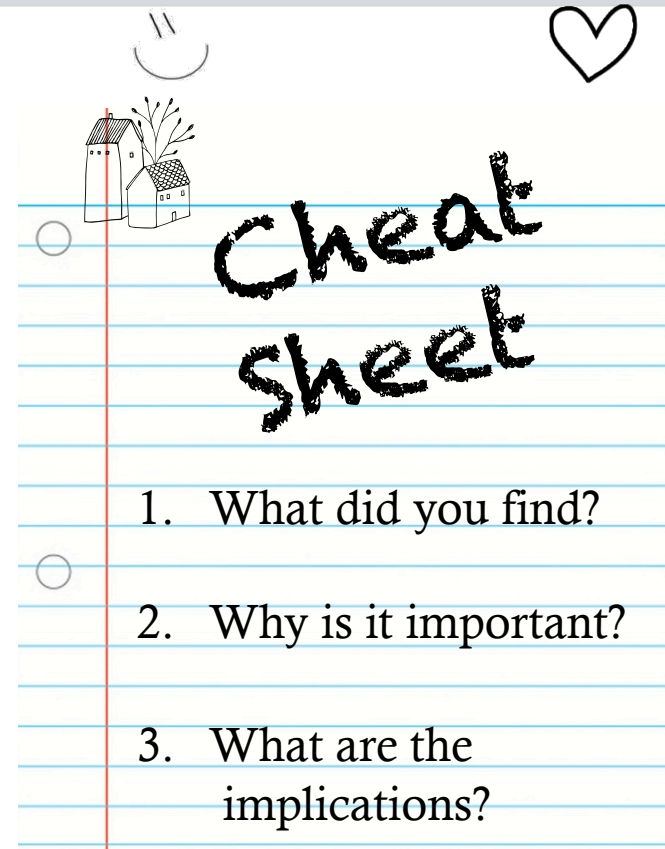 Cheat
Sheet
1. What did you find?
2. Why is it important?
3. What are the
implications?